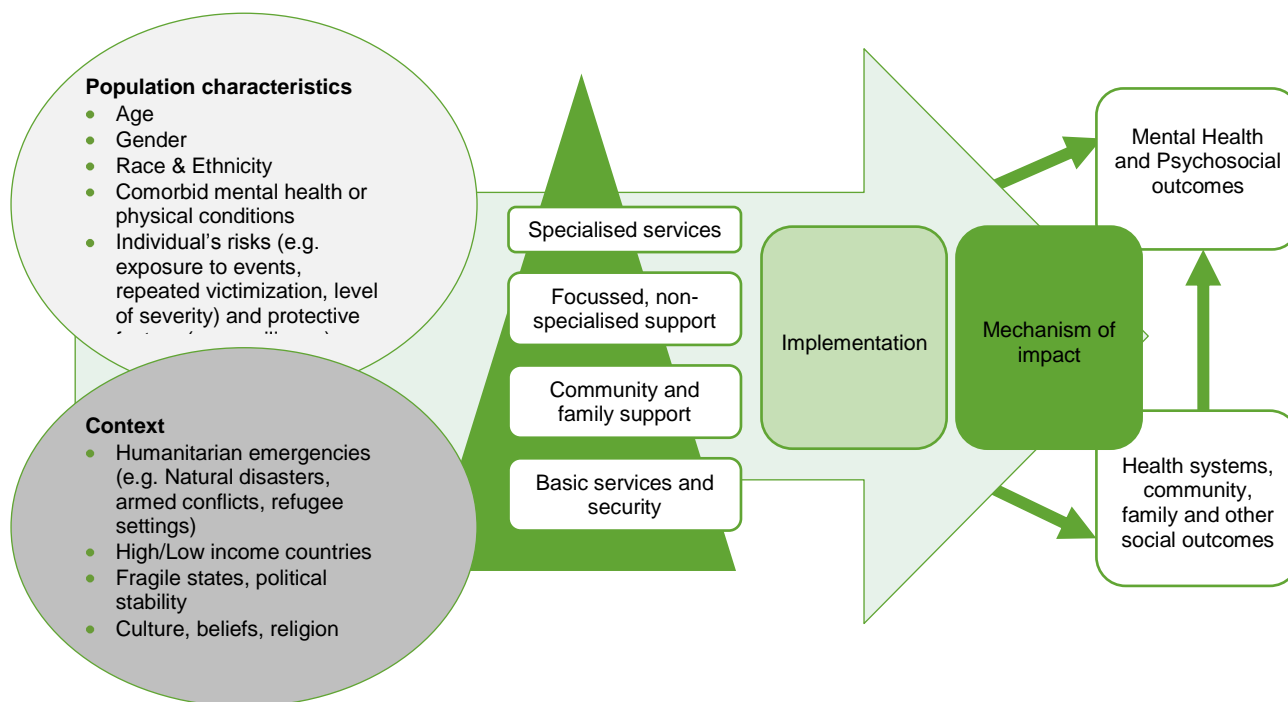 Population characteristics
• Age
• Gender
• Race & Ethnicity
• Comorbid mental health or
physical conditions
• Individual's risks (e.g.
exposure to events,
repeated victimization, level
of severity) and protective
Context
• Humanitarian emergencies
(e.g. Natural disasters,
armed conflicts, refugee
settings)
• High/Low income countries
• Fragile states, political
stability
• Culture, beliefs, religion
Specialised services
Focussed, non-
specialised support
Community and
family support
Basic services and
security
Implementation
Mechanism of
impact
Mental Health
and Psychosocial
outcomes
Health systems,
community,
family and other
social outcomes